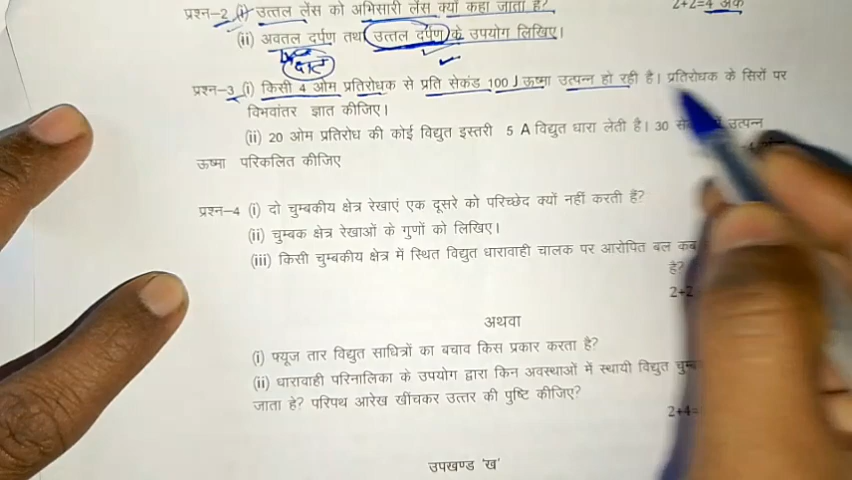 प्रश्न–2 (i) उत्तल लेंस को अभिसारी लेंस क्यों कहा जाता है?
2+2=4 अंक
(ii) अवतल दर्पण तथा उत्तल दर्पण के उपयोग लिखिए।
प्रश्न–3 (i) किसी 4 ओम प्रतिरोधक से प्रति सेकंड 100 J ऊष्मा उत्पन्न हो रही है। प्रतिरोधक के सिरों पर
विभवांतर ज्ञात कीजिए।
(ii) 20 ओम प्रतिरोध की कोई विद्युत इस्तरी 5 A विद्युत धारा लेती है। 30 उत्पन्न
ऊष्मा परिकलित कीजिए
प्रश्न–4 (i) दो चुम्बकीय क्षेत्र रेखाएं एक दूसरे को परिच्छेद क्यों नहीं करती हैं?
(ii) चुम्बक क्षेत्र रेखाओं के गुणों को लिखिए।
(iii) किसी चुम्बकीय क्षेत्र में स्थित विद्युत धारावाही चालक पर आरोपित बल कब
है?
2+2
अथवा
(i) फ्यूज तार विद्युत साधित्रों का बचाव किस प्रकार करता है?
(ii) धारावाही परिनालिका के उपयोग द्वारा किन अवस्थाओं में स्थायी विद्युत
जाता हे? परिपथ आरेख खींचकर उत्तर की पुष्टि कीजिए?
2+4=
उपखण्ड 'ख'